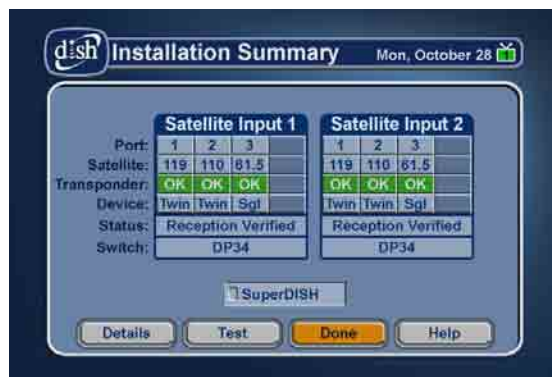 dish Installation Summary Mon, October 28 1
Satellite Input 1 Satellite Input 2
Port: 1 2 3 1 2 3
Satellite: 119 110 61.5 119 110 61.5
Transponder: OK OK OK OK OK OK
Device: Twin Twin Sgl Twin Twin Sgl
Status: Reception Verified Reception Verified
Switch: DP34 DP34
SuperDISH
Details Test Done Help